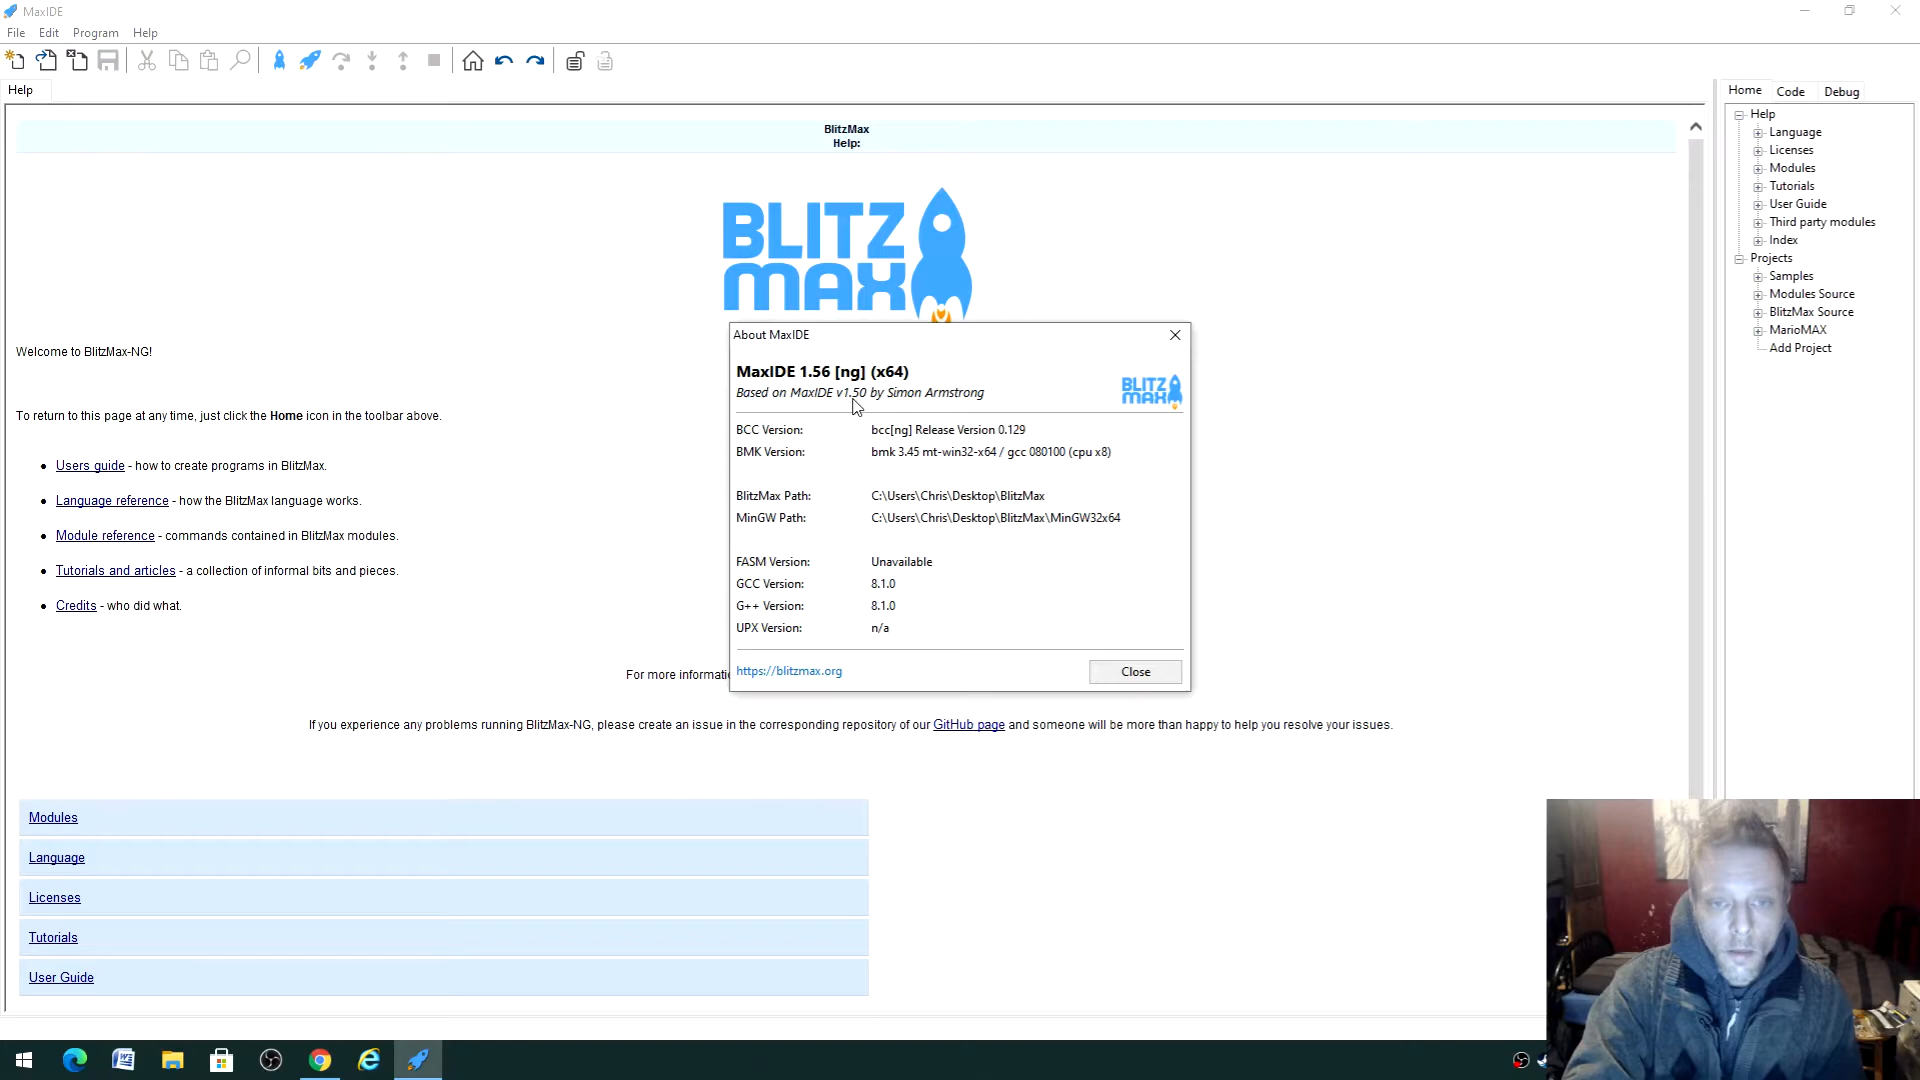 MaxIDE
File Edit Program Help
Help
Home Code Debug
BlitzMax
Help:
BLITZ
MAX
Welcome to BlitzMax-NG!
To return to this page at any time, just click the Home icon in the toolbar above.
Users guide - how to create programs in BlitzMax.
Language reference - how the BlitzMax language works.
Module reference - commands contained in BlitzMax modules.
Tutorials and articles - a collection of informal bits and pieces.
Credits - who did what.
For more informati
If you experience any problems running BlitzMax-NG, please create an issue in the corresponding repository of our GitHub page and someone will be more than happy to help you resolve your issues.
Modules
Language
Licenses
Tutorials
User Guide
About MaxIDE
MaxIDE 1.56 [ng] (x64)
Based on MaxIDE v1.50 by Simon Armstrong
BLITZ
MAX
BCC Version: bcc[ng] Release Version 0.129
BMK Version: bmk 3.45 mt-win32-x64 / gcc 080100 (cpu x8)
BlitzMax Path: C:\Users\Chris\Desktop\BlitzMax
MinGW Path: C:\Users\Chris\Desktop\BlitzMax\MinGW32x64
FASM Version: Unavailable
GCC Version: 8.1.0
G++ Version: 8.1.0
UPX Version: n/a
https://blitzmax.org
Close
Help
Language
Licenses
Modules
Tutorials
User Guide
Third party modules
Index
Projects
Samples
Modules Source
BlitzMax Source
MarioMAX
Add Project